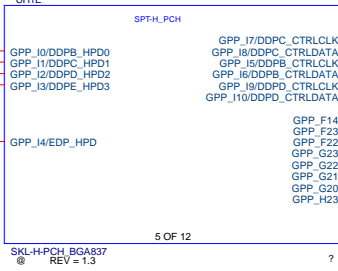 SPT-H_PCH
GPP_I7/DDPC_CTRLCLK
GPP_I0/DDPB_HPD0 GPP_I8/DDPC_CTRLDATA
GPP_I1/DDPC_HPD1 GPP_I5/DDPB_CTRLCLK
GPP_I2/DDPD_HPD2 GPP_I6/DDPB_CTRLDATA
GPP_I3/DDPE_HPD3 GPP_I9/DDPD_CTRLCLK
GPP_I10/DDPD_CTRLDATA
GPP_F14
GPP_F23
GPP_I4/EDP_HPD GPP_F22
GPP_G23
GPP_G22
GPP_G21
GPP_G20
GPP_H23
5 OF 12
SKL-H-PCH_BGA837
@ REV = 1.3 ?